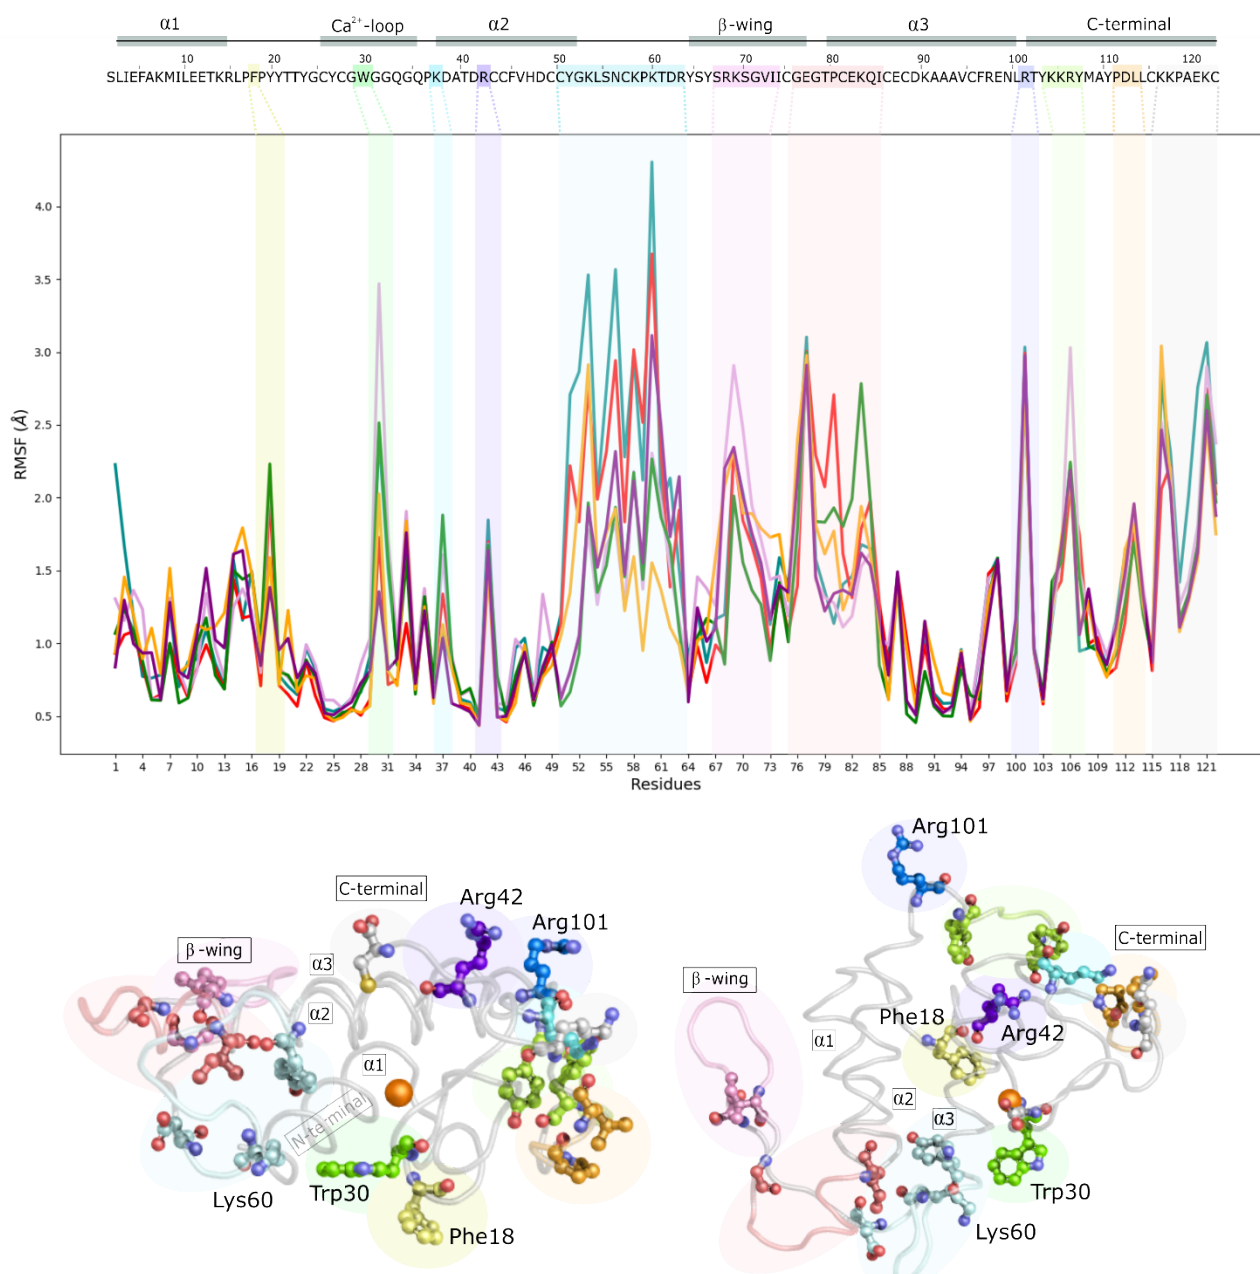 α1 Ca²⁺-loop α2 β-wing α3 C-terminal
10 20 30 40 50 60 70 80 90 100 110 120
SLIEFAKMILEETKRLPFPYYTTYGCYCGWGGQGQPKDATDRCCFVHDCCYGKLSNCKPKTDRYSYSRKSGVIICGEGTPCEKQICECDKAAAVCFRENLRTYKKRYMAYPDLLCKKPAEKC
4.0
3.5
3.0
2.5
2.0
1.5
1.0
0.5
RMSF (Å)
1 4 7 10 13 16 19 22 25 28 31 34 37 40 43 46 49 52 55 58 61 64 67 70 73 76 79 82 85 88 91 94 97 100 103 106 109 112 115 118 121
Residues
C-terminal
Arg42
Arg101
β-wing
α3
α2
α1
N-terminal
Lys60
Trp30
Phe18
Arg101
C-terminal
β-wing
Phe18
Arg42
α1
α2
α3
Trp30
Lys60